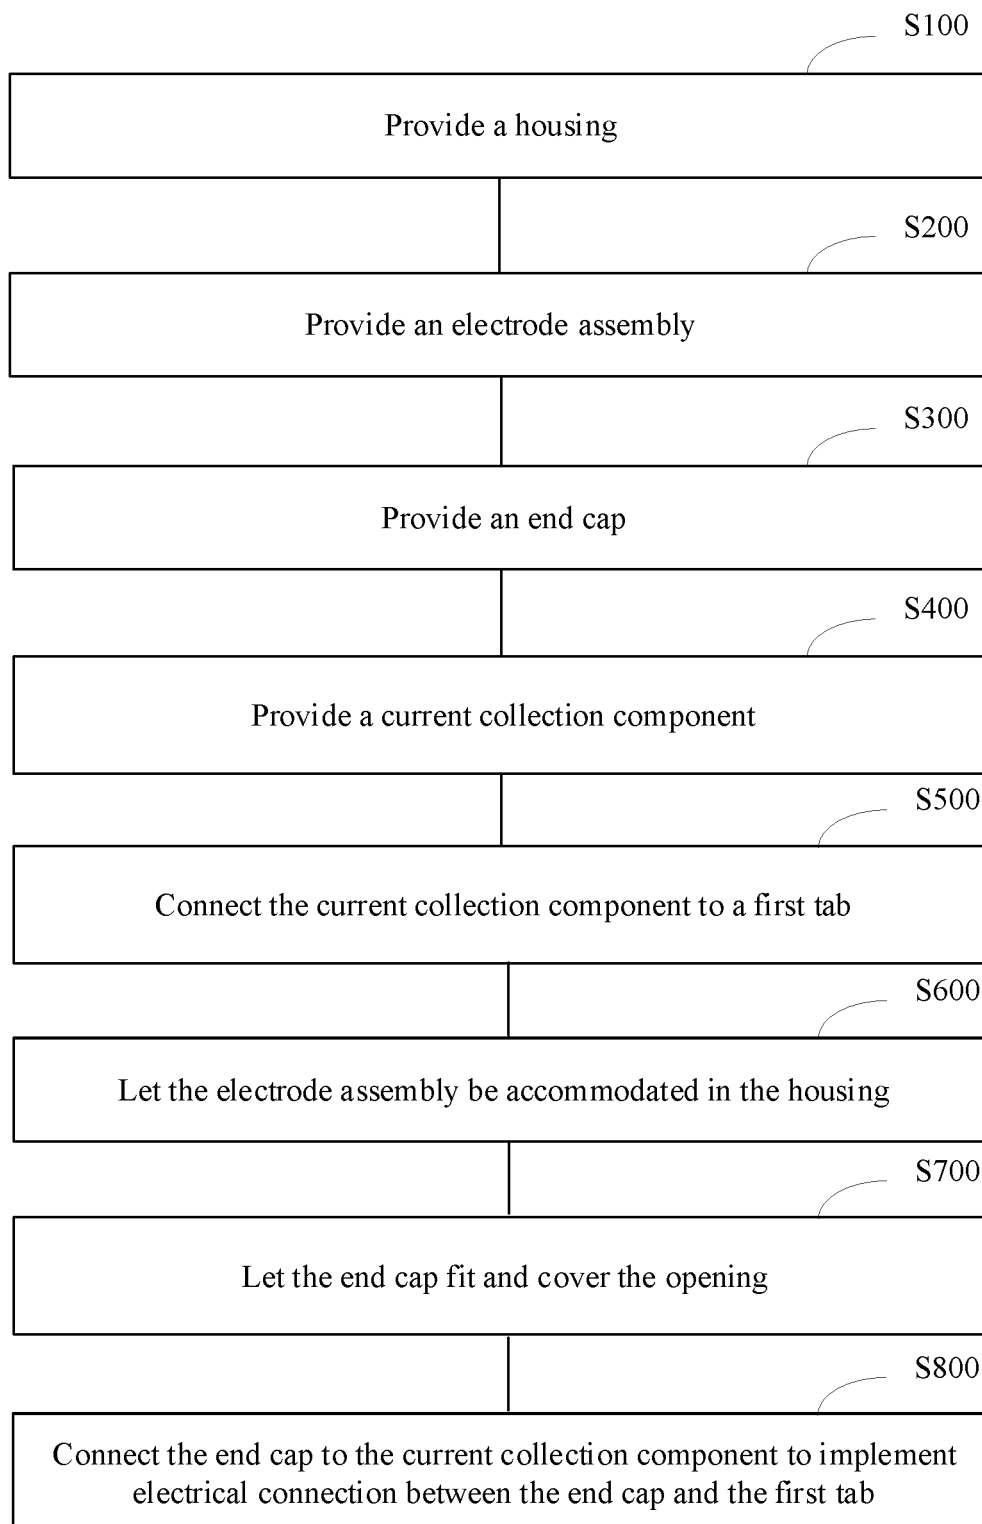 S100
Provide a housing
S200
Provide an electrode assembly
S300
Provide an end cap
S400
Provide a current collection component
S500
Connect the current collection component to a first tab
S600
Let the electrode assembly be accommodated in the housing
S700
Let the end cap fit and cover the opening
S800
Connect the end cap to the current collection component to implement
electrical connection between the end cap and the first tab